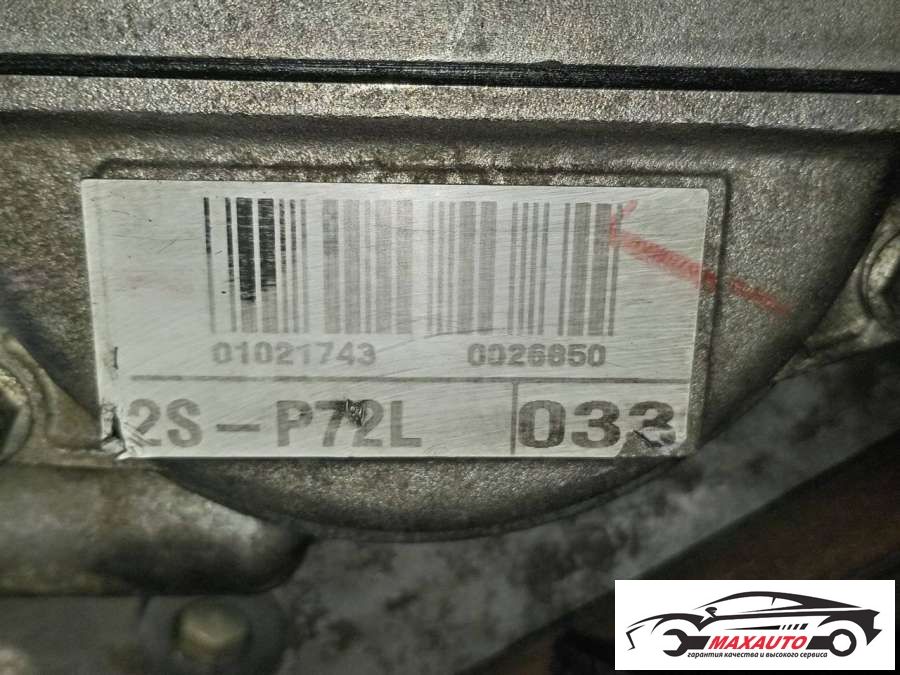 01021743 0026850
2S-P72L 033
MAXAUTO
гарантия качества и высокого сервиса